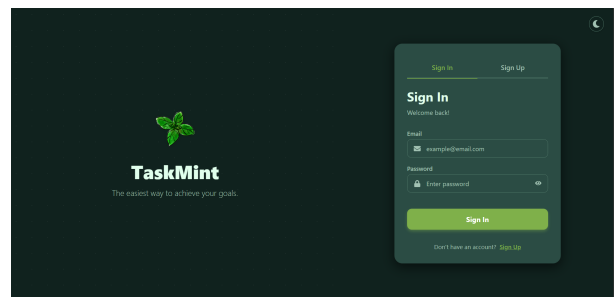 TaskMint
The easiest way to achieve your goals.
Sign In
Sign Up
Sign In
Welcome back!
Email
example@email.com
Password
Enter password
Sign In
Don't have an account? Sign Up